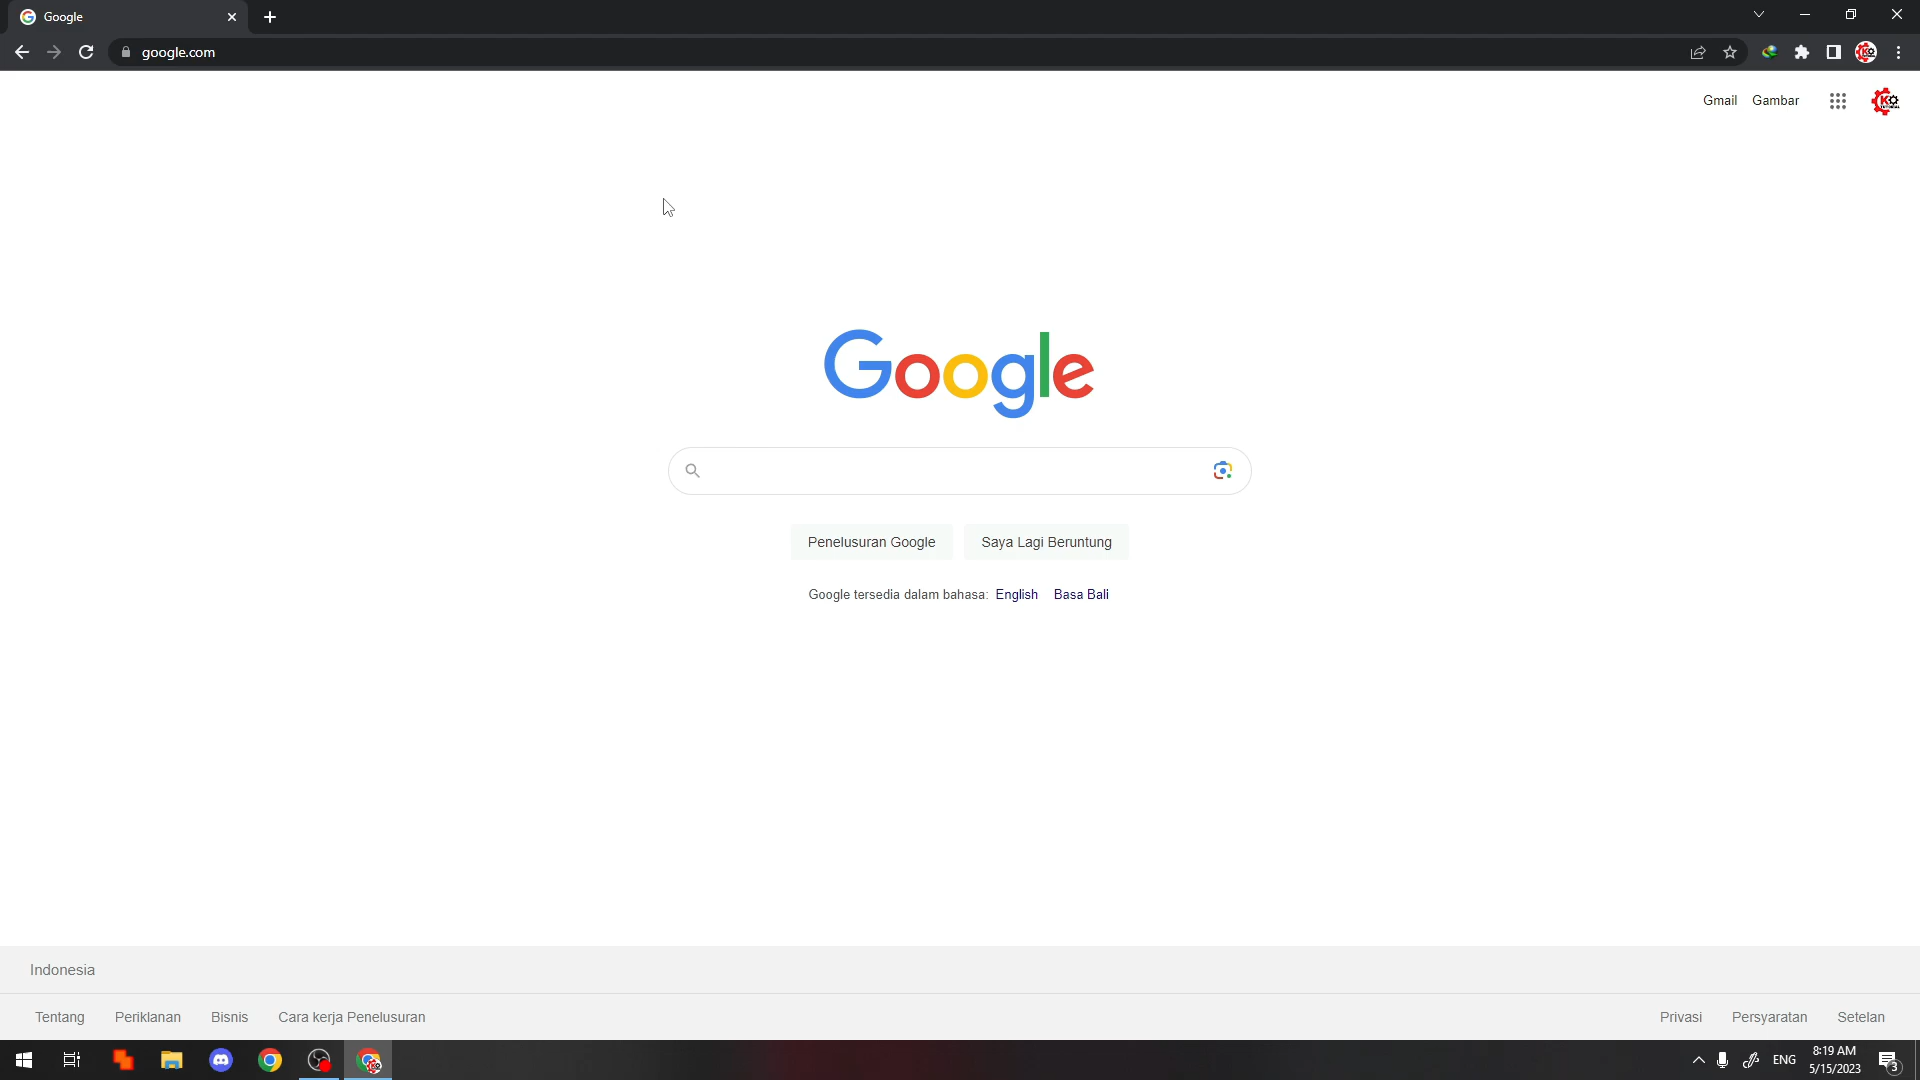 Google
google.com
Gmail Gambar
Google
Penelusuran Google Saya Lagi Beruntung
Google tersedia dalam bahasa: English Basa Bali
Indonesia
Tentang Periklanan Bisnis Cara kerja Penelusuran Privasi Persyaratan Setelan
ENG 8:19 AM
5/15/2023 3